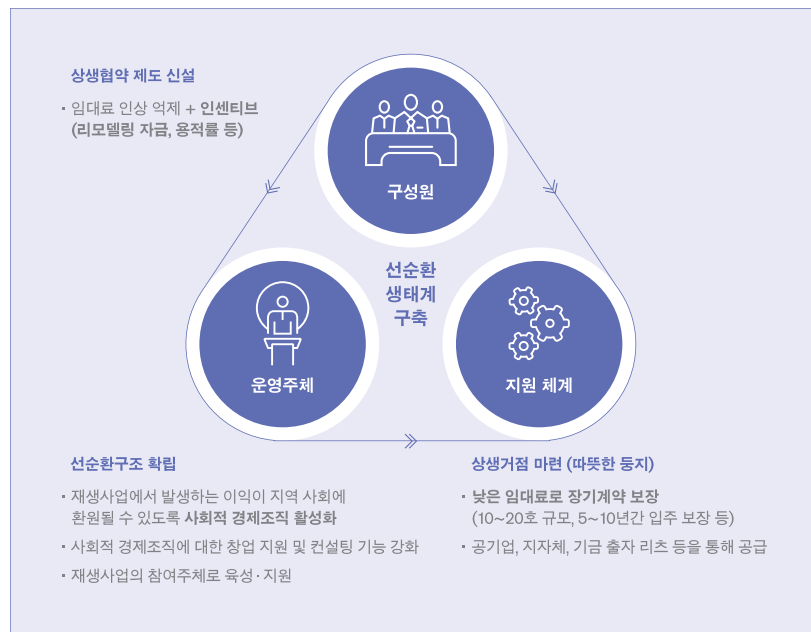 상생협약 제도 신설
· 임대료 인상 억제 + 인센티브
(리모델링 자금, 용적률 등)
구성원
선순환
생태계
구축
운영주체
지원 체계
선순환구조 확립
· 재생사업에서 발생하는 이익이 지역 사회에
환원될 수 있도록 사회적 경제조직 활성화
· 사회적 경제조직에 대한 창업 지원 및 컨설팅 기능 강화
· 재생사업의 참여주체로 육성·지원
상생거점 마련 (따뜻한 둥지)
· 낮은 임대료로 장기계약 보장
(10~20호 규모, 5~10년간 입주 보장 등)
· 공기업, 지자체, 기금 출자 리츠 등을 통해 공급